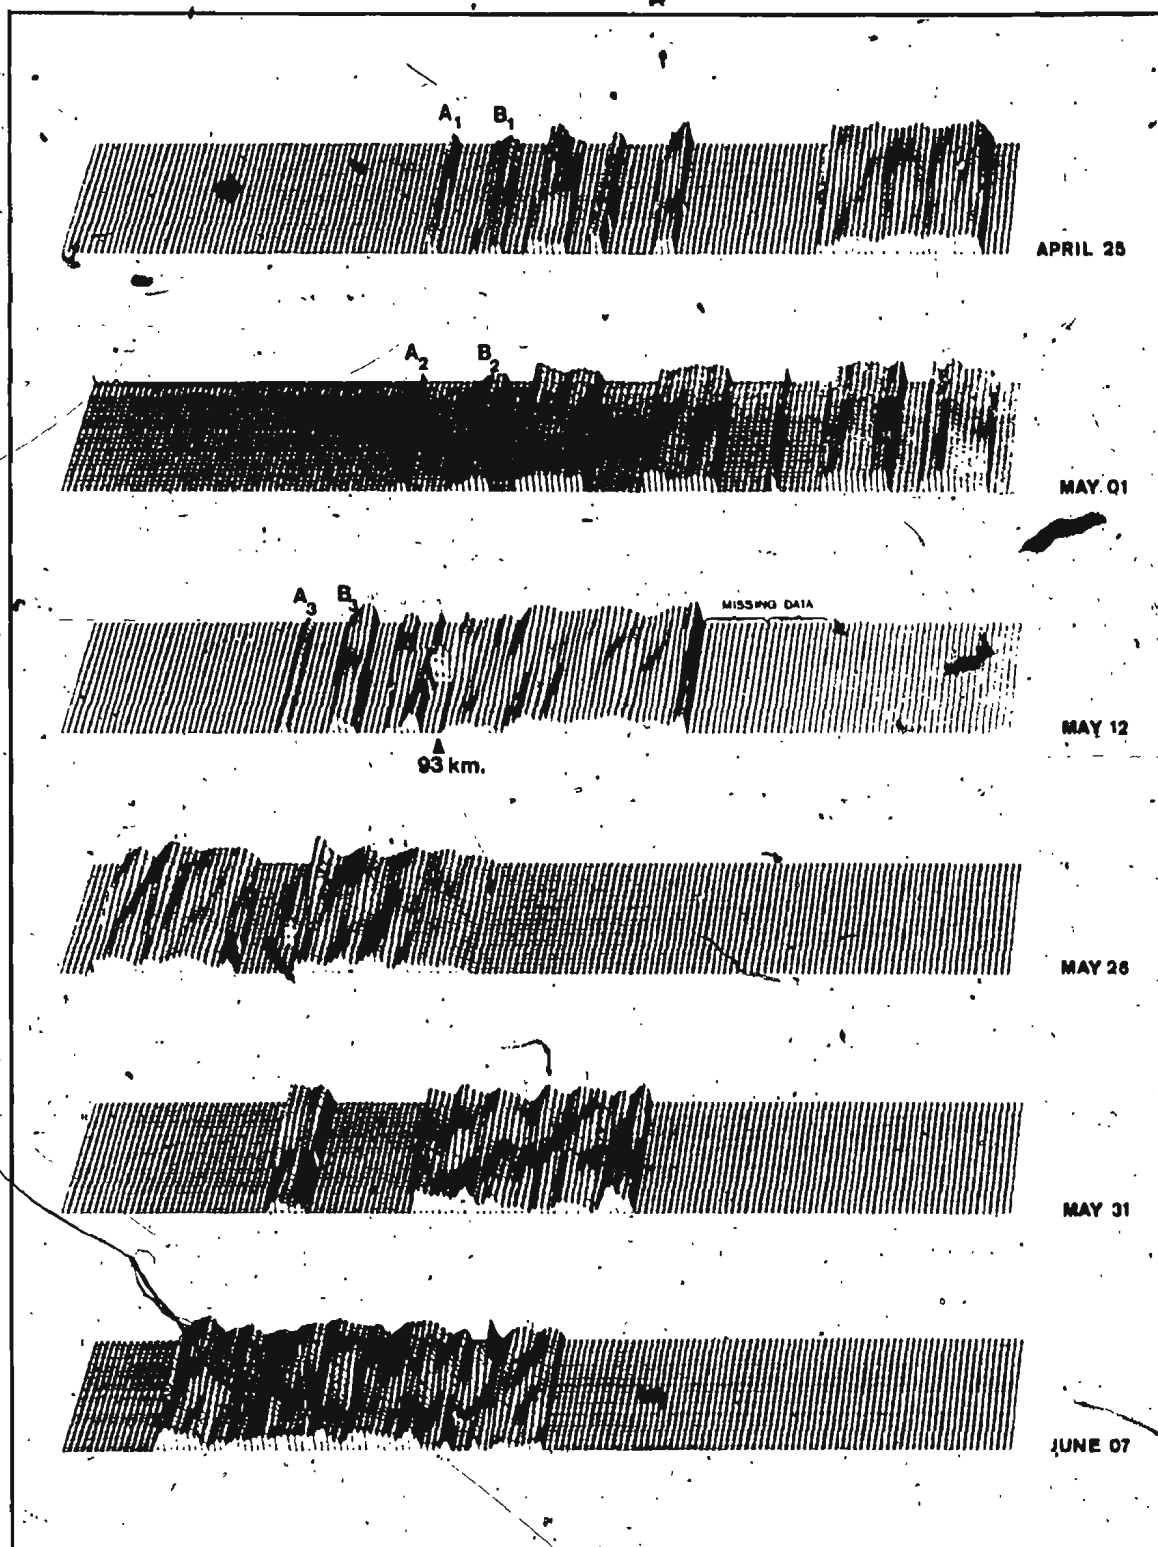 A1 B1
APRIL 25
A2 B2
MAY 01
A3 B3
MISSING DATA
MAY 12
93 km.
MAY 26
MAY 31
JUNE 07